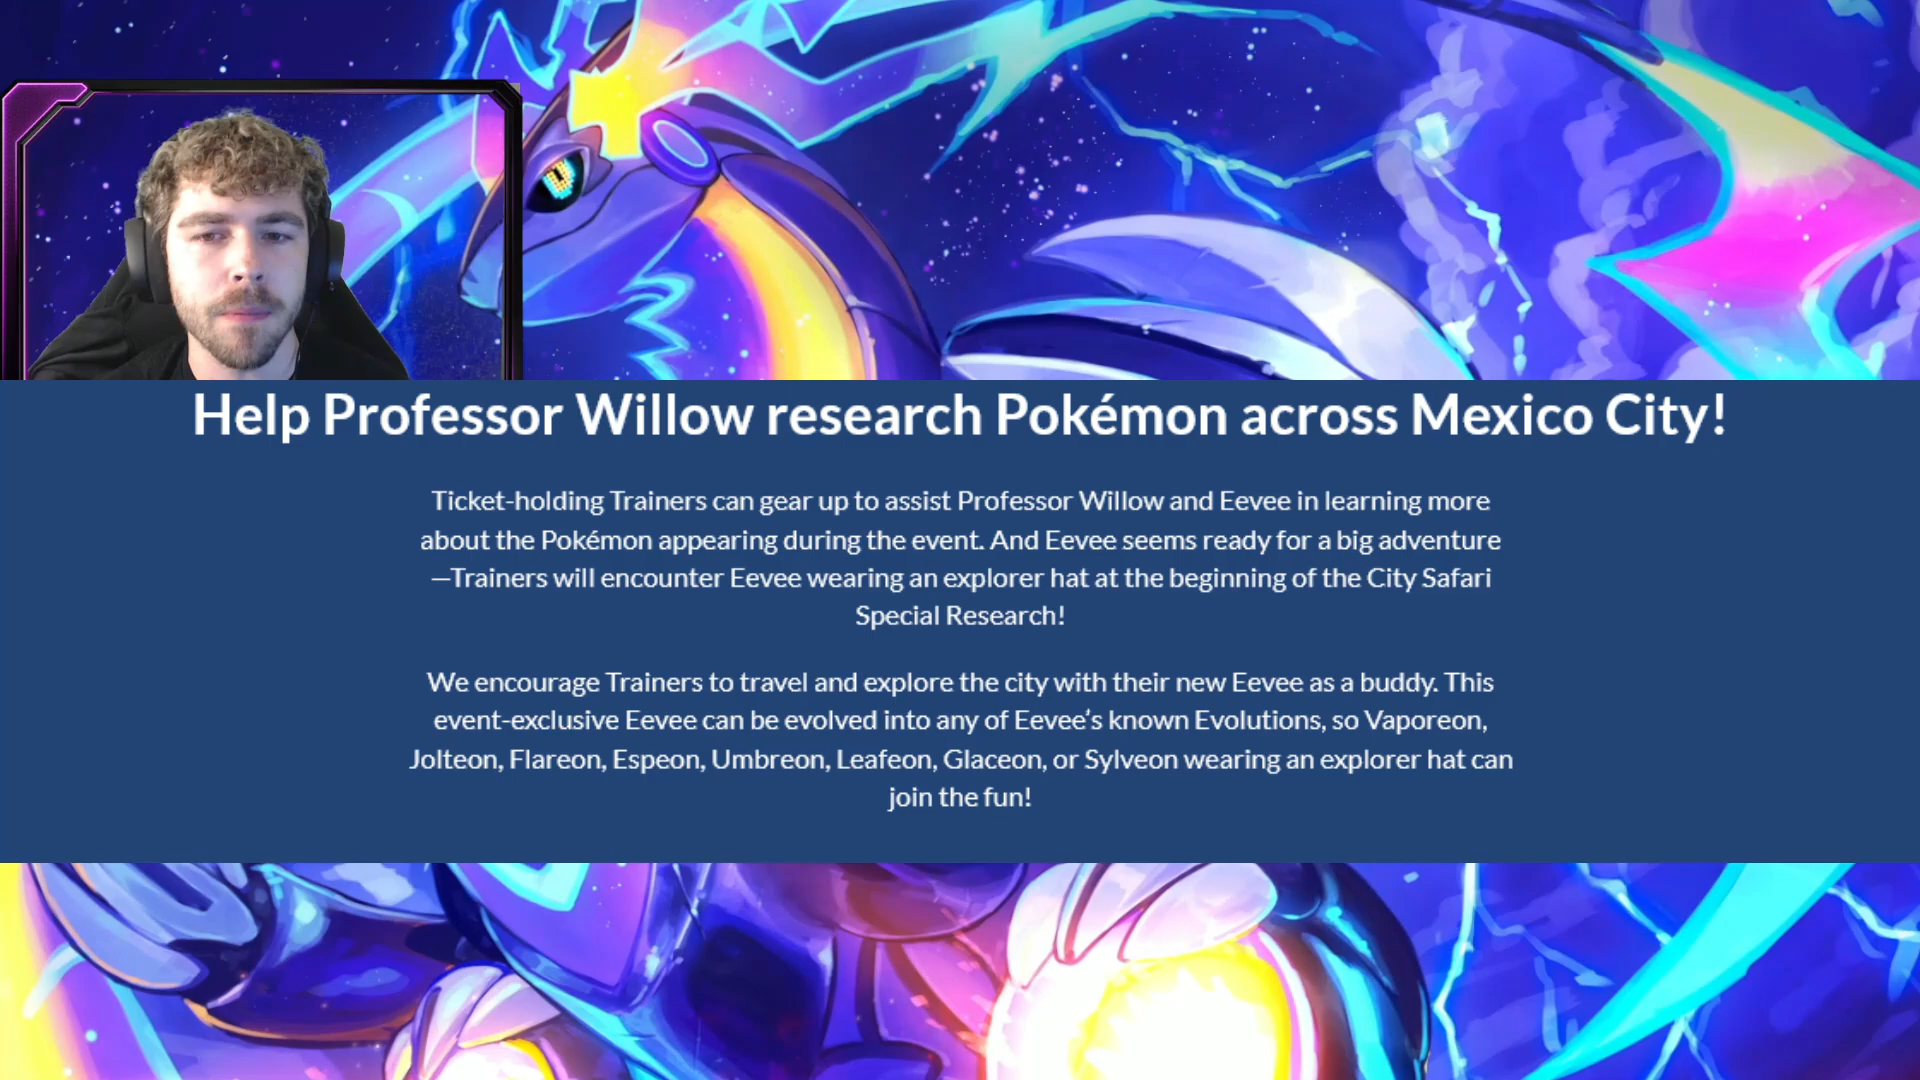 Help Professor Willow research Pokémon across Mexico City!
Ticket-holding Trainers can gear up to assist Professor Willow and Eevee in learning more
about the Pokémon appearing during the event. And Eevee seems ready for a big adventure
—Trainers will encounter Eevee wearing an explorer hat at the beginning of the City Safari
Special Research!
We encourage Trainers to travel and explore the city with their new Eevee as a buddy. This
event-exclusive Eevee can be evolved into any of Eevee's known Evolutions, so Vaporeon,
Jolteon, Flareon, Espeon, Umbreon, Leafeon, Glaceon, or Sylveon wearing an explorer hat can
join the fun!